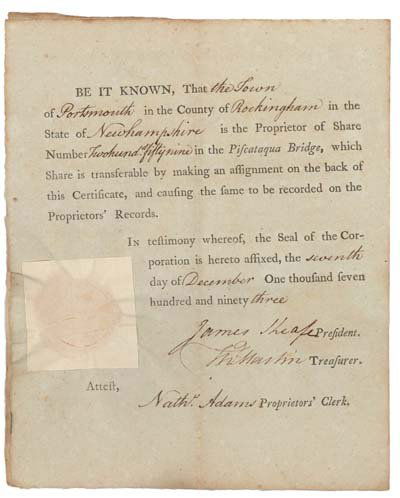 BE IT KNOWN, That the Town
of Portsmouth in the County of Rockingham in the
State of Newhampshire is the Proprietor of Share
Number Twohund. fiftynine in the Piſcataqua Bridge, which
Share is transferable by making an aſſignment on the back of
this Certificate, and cauſing the ſame to be recorded on the
Proprietors' Records.
IN teſtimony whereof, the Seal of the Cor-
poration is hereto affixed, the seventh
day of December One thouſand ſeven
hundred and ninety three
James Sheafe Preſident.
Th: Martin Treaſurer.
Atteſt,
Nathl. Adams Proprietors' Clerk.